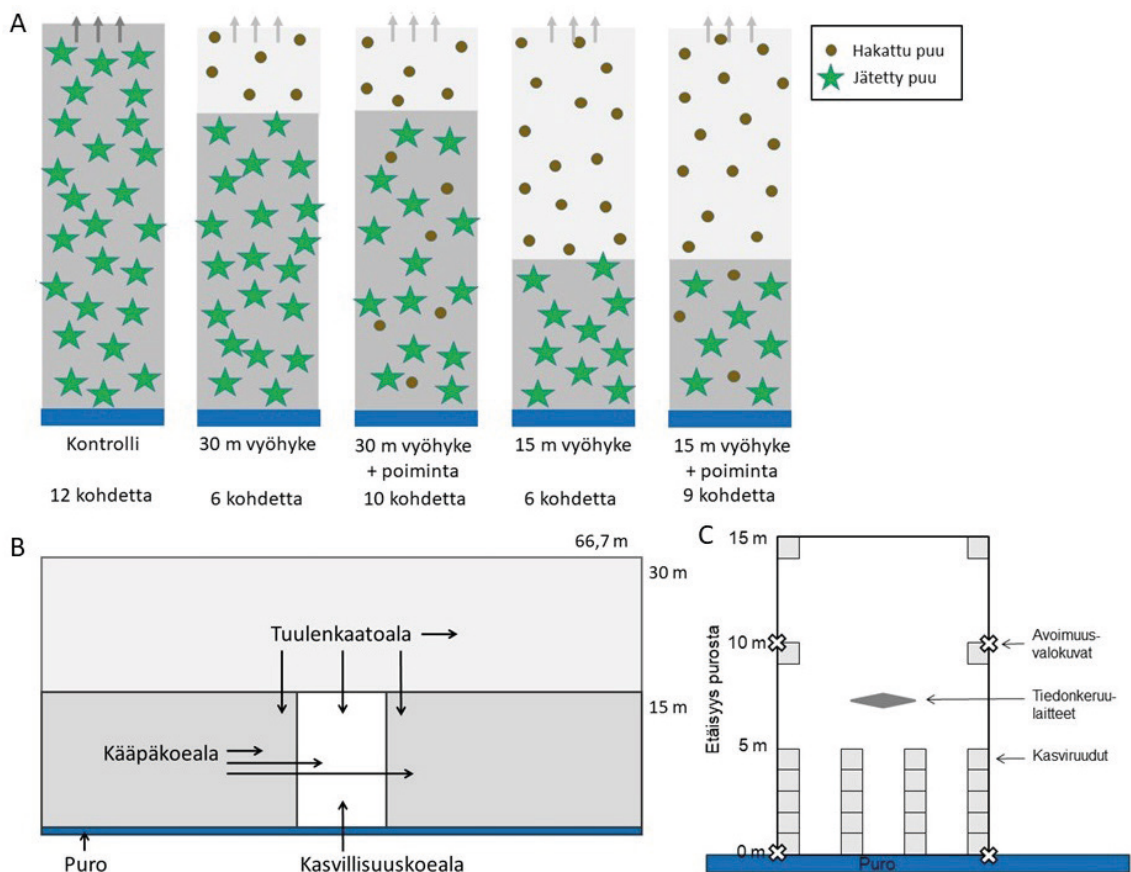 A
Hakattu puu
Jätetty puu
Kontrolli
12 kohdetta
30 m vyöhyke
6 kohdetta
30 m vyöhyke
+ poiminta
10 kohdetta
15 m vyöhyke
6 kohdetta
15 m vyöhyke
+ poiminta
9 kohdetta
B
66,7 m
30 m
Tuulenkaatoala
15 m
Kääpäkoeala
Puro
Kasvillisuuskoeala
C
Etäisyys purosta
15 m
10 m
5 m
0 m
Avoimuus-
valokuvat
Tiedonkeruu-
laitteet
Kasviruudut
Puro